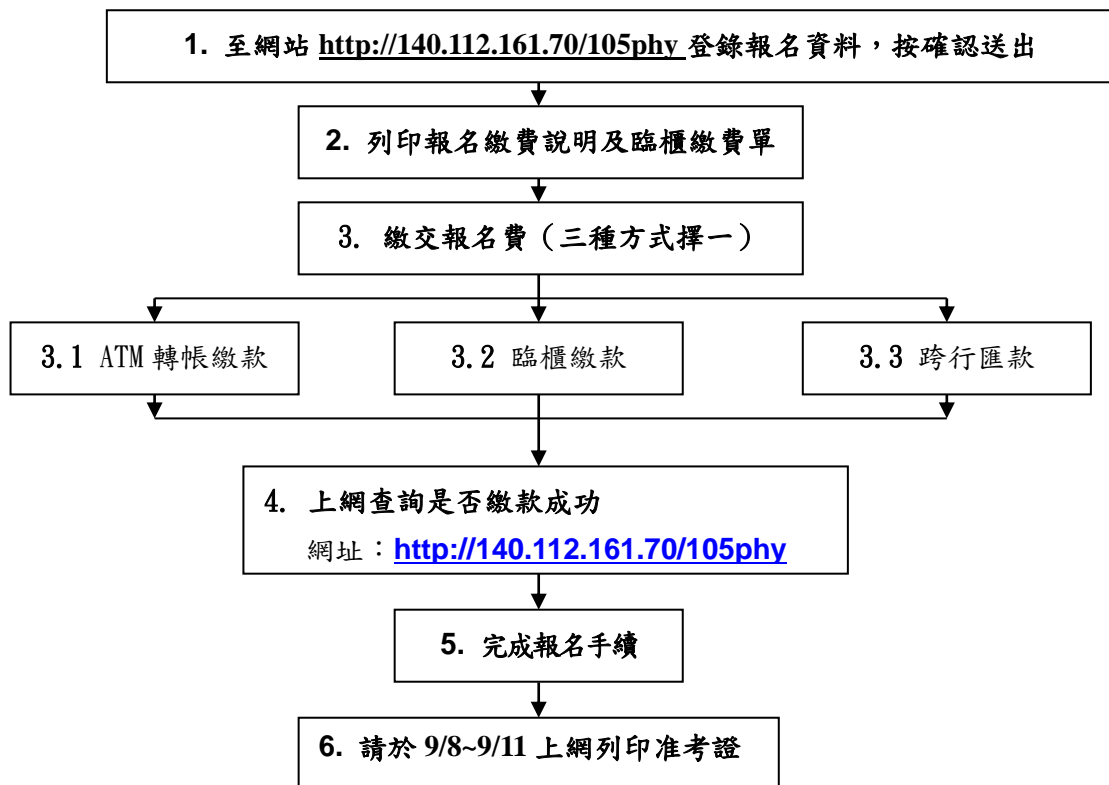 1. 至網站 http://140.112.161.70/105phy 登錄報名資料，按確認送出
2. 列印報名繳費說明及臨櫃繳費單
3. 繳交報名費（三種方式擇一）
3.1 ATM 轉帳繳款
3.2 臨櫃繳款
3.3 跨行匯款
4. 上網查詢是否繳款成功
網址：http://140.112.161.70/105phy
5. 完成報名手續
6. 請於 9/8~9/11 上網列印准考證